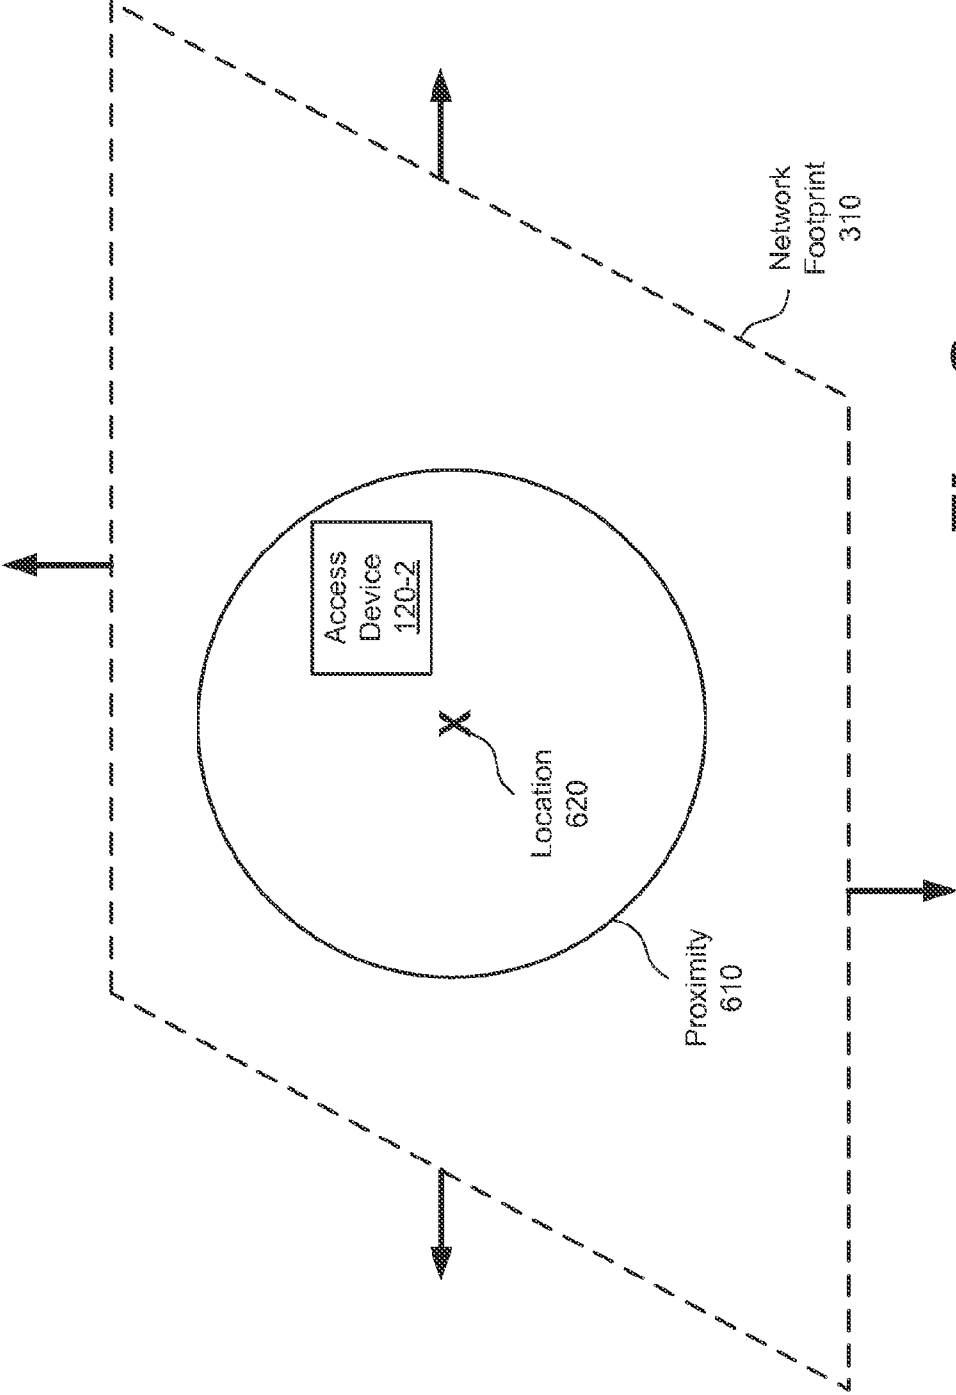 Access
Device
120-2
Location
620
Proximity
610
Network
Footprint
310